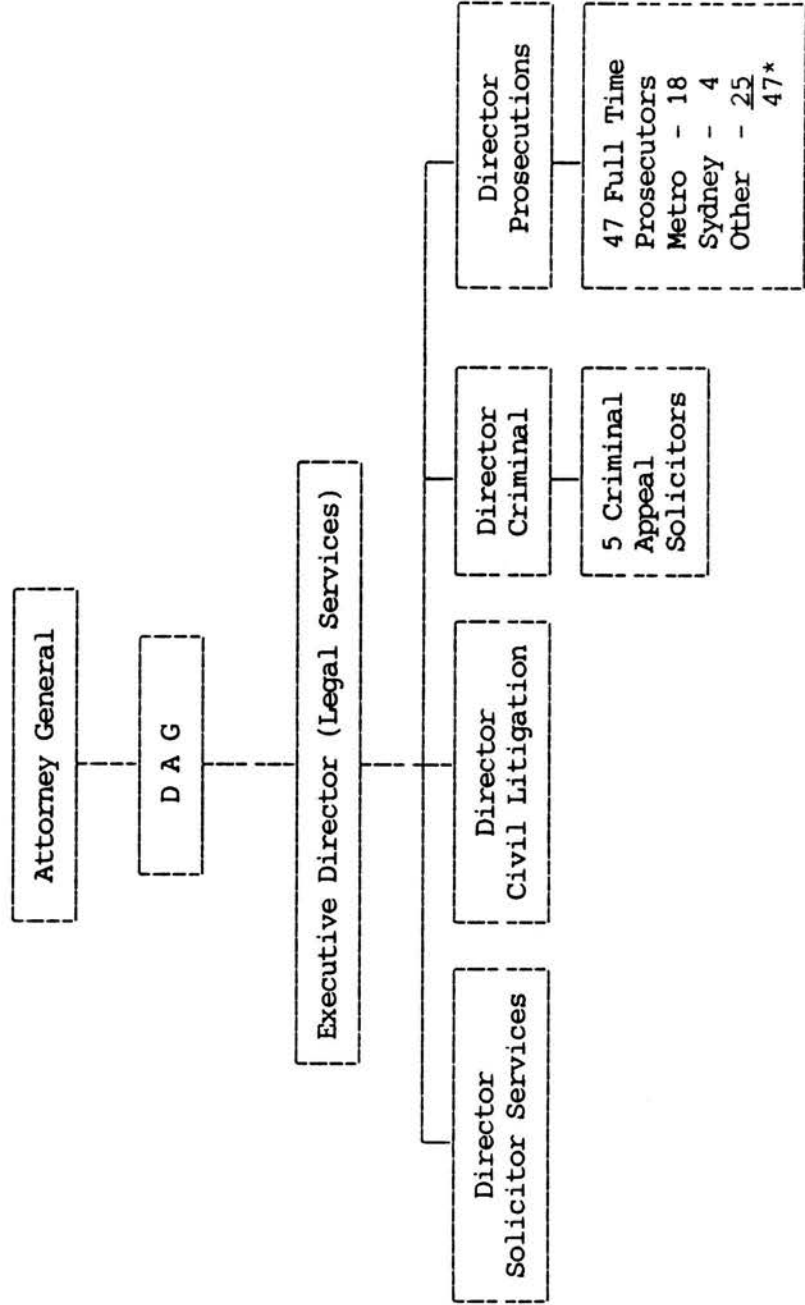 Attorney General
D A G
Executive Director (Legal Services)
Director
Solicitor Services
Director
Civil Litigation
Director
Criminal
Director
Prosecutions
5 Criminal
Appeal
Solicitors
47 Full Time
Prosecutors
Metro - 18
Sydney - 4
Other - 25
47*